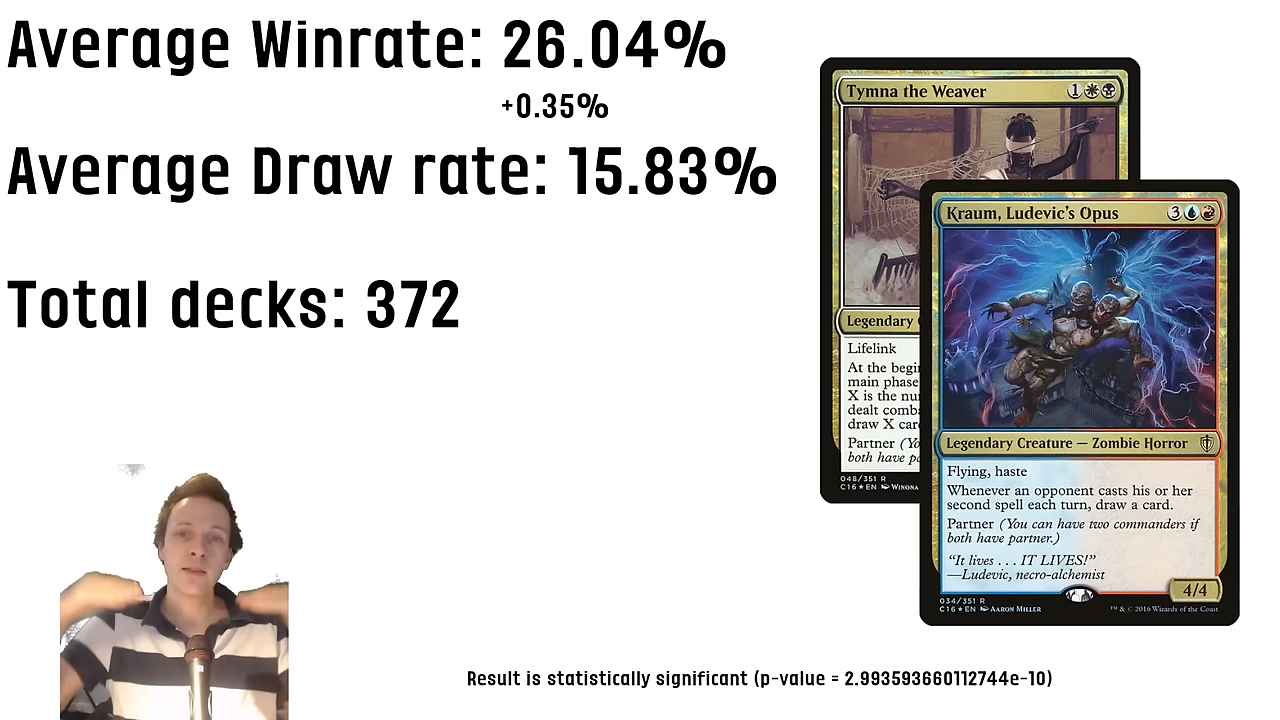 Average Winrate: 26.04%
+0.35%
Average Draw rate: 15.83%
Total decks: 372
Tymna the Weaver
1
Legendary
Lifelink
At the
main phase
X is the
dealt
draw X
Partner
both have
048/351 R
C16★EN Winona
Kraum, Ludevic's Opus
3
Legendary Creature — Zombie Horror
Flying, haste
Whenever an opponent casts his or her
second spell each turn, draw a card.
Partner (You can have two commanders if
both have partner.)
"It lives . . . IT LIVES!"
—Ludevic, necro-alchemist
4/4
034/351 R
C16★EN Aaron Miller
™ & © 2016 Wizards of the Coast
Result is statistically significant (p-value = 2.993593660112744e-10)